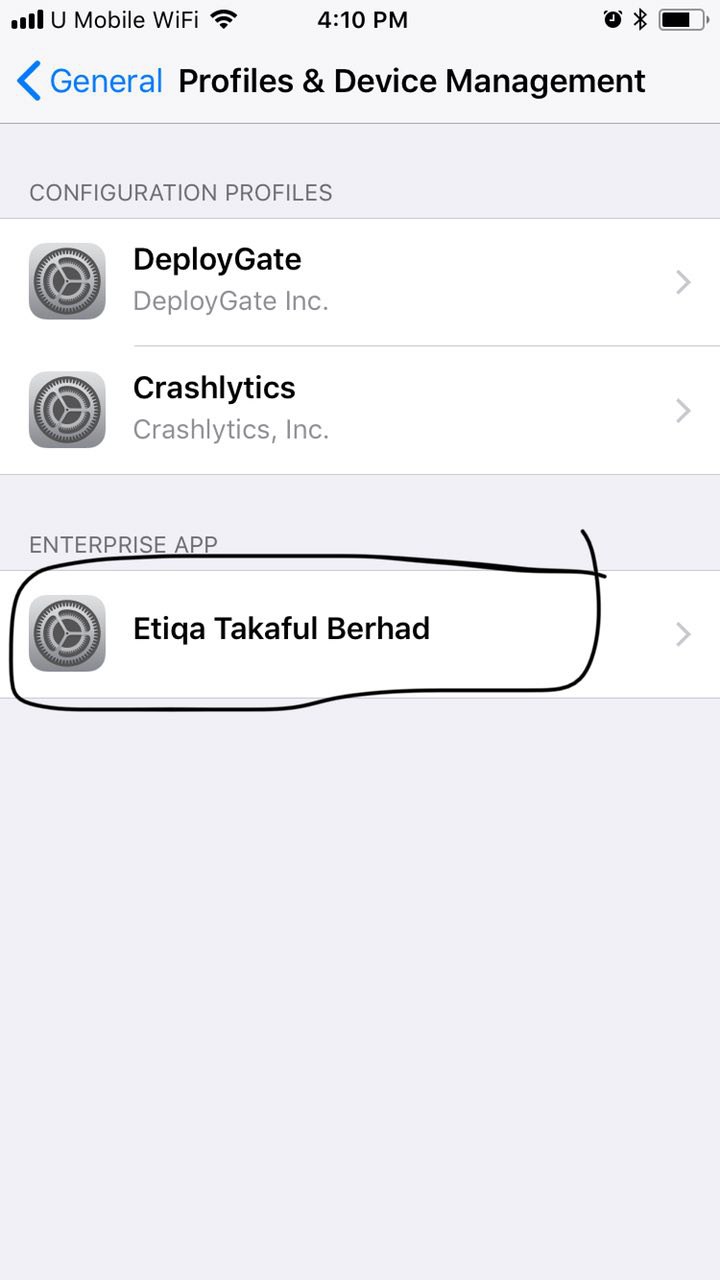 U Mobile WiFi 4:10 PM
General Profiles & Device Management
CONFIGURATION PROFILES
DeployGate
DeployGate Inc.
Crashlytics
Crashlytics, Inc.
ENTERPRISE APP
Etiqa Takaful Berhad